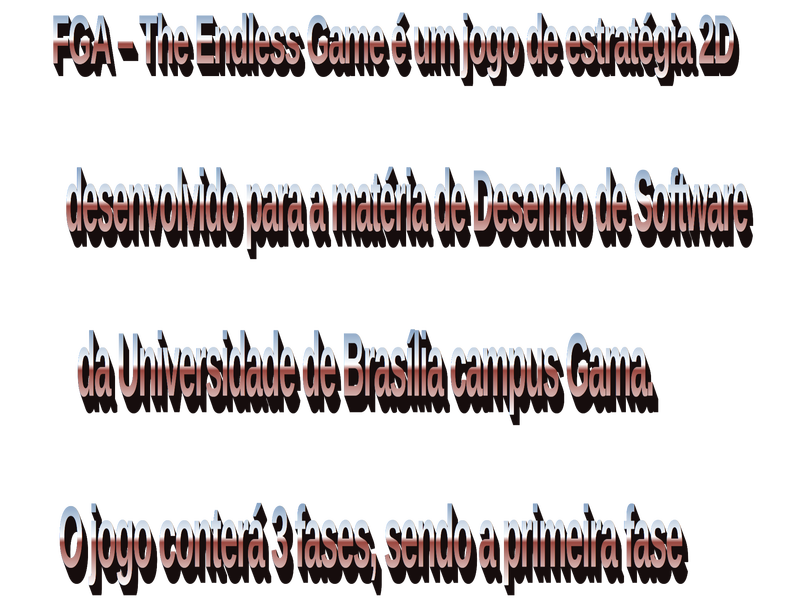 FGA – The Endless Game é um jogo de estratégia 2D
desenvolvido para a matéria de Desenho de Software
da Universidade de Brasília campus Gama.
O jogo conterá 3 fases, sendo a primeira fase